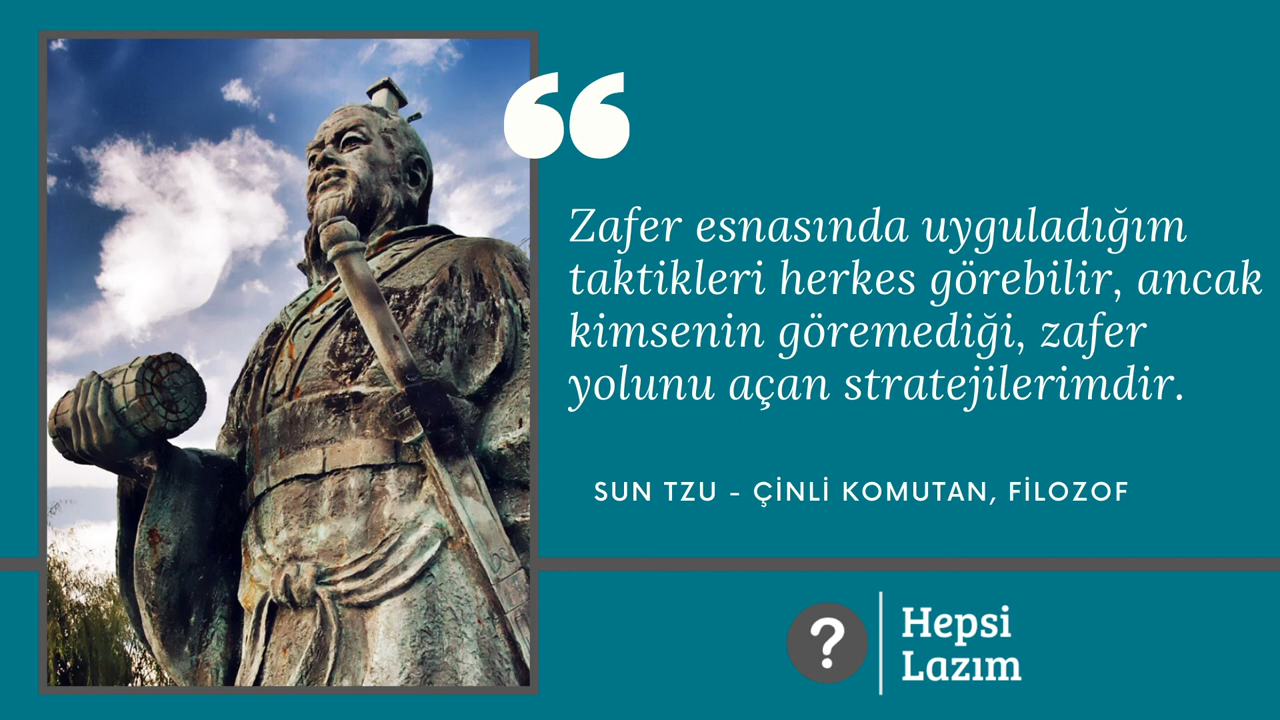 “
Zafer esnasında uyguladığım
taktikleri herkes görebilir, ancak
kimsenin göremediği, zafer
yolunu açan stratejilerimdir.
SUN TZU - ÇİNLİ KOMUTAN, FİLOZOF
?
Hepsi
Lazım